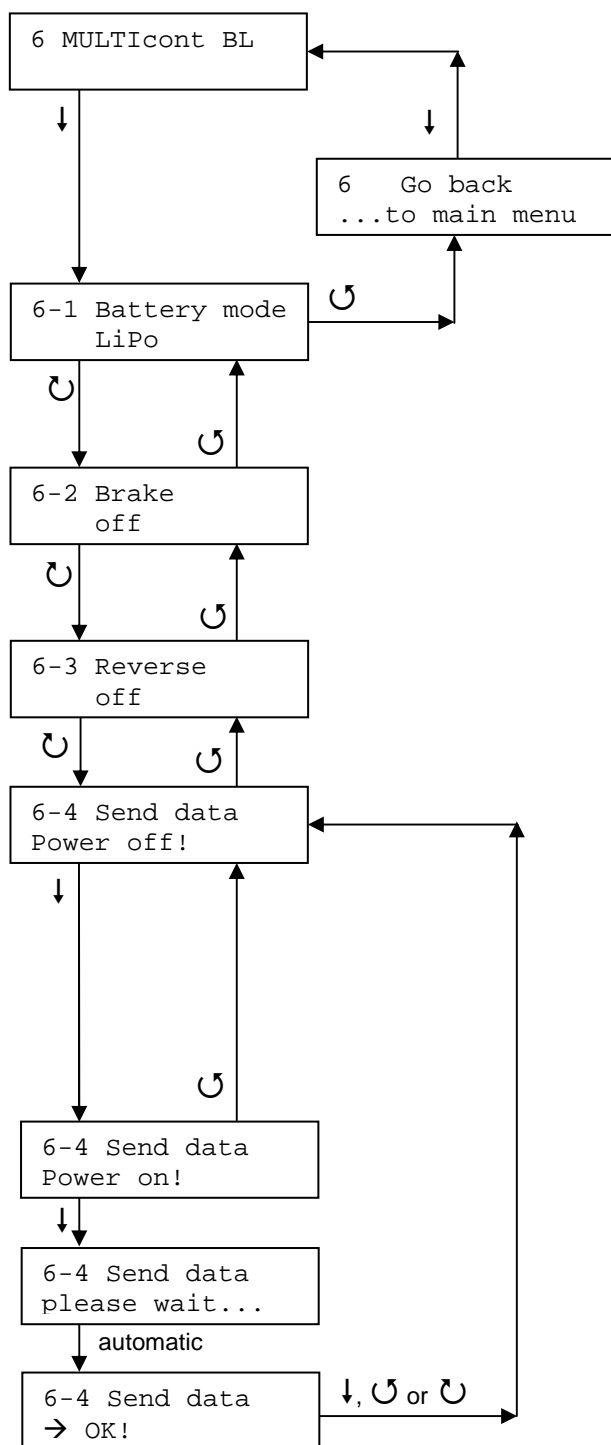 6 MULTIcont BL
↓
↓
6   Go back
...to main menu
6-1 Battery mode
LiPo
↺
↻
↺
6-2 Brake
off
↻
↺
6-3 Reverse
off
↻
↺
6-4 Send data
Power off!
↓
↺
6-4 Send data
Power on!
↓
6-4 Send data
please wait...
automatic
6-4 Send data
→ OK!
↓, ↺ or ↻